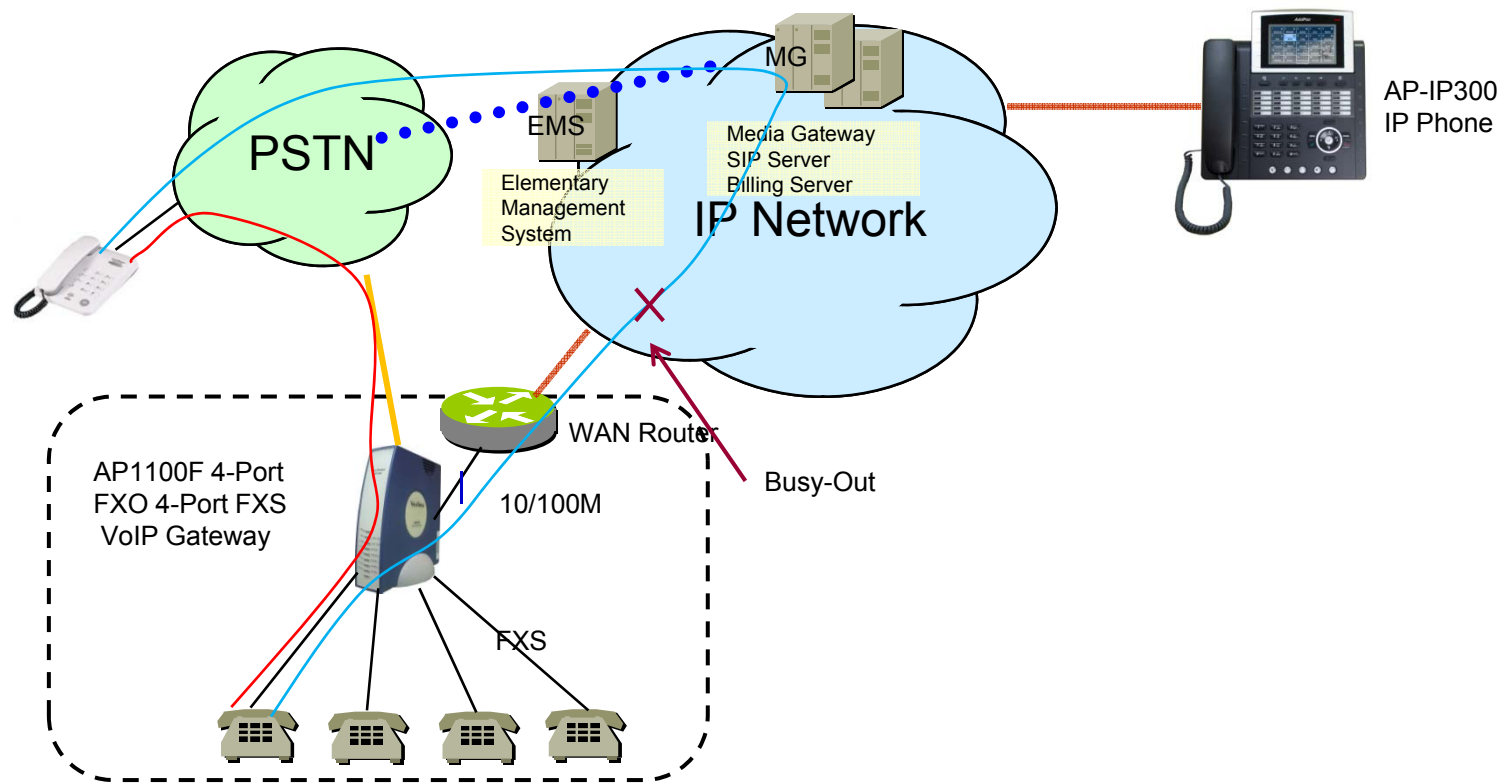 MG
EMS
PSTN
Media Gateway
SIP Server
Billing Server
Elementary
Management
System
IP Network
AP-IP300
IP Phone
WAN Router
AP1100F 4-Port
FXO 4-Port FXS
VoIP Gateway
10/100M
Busy-Out
FXS